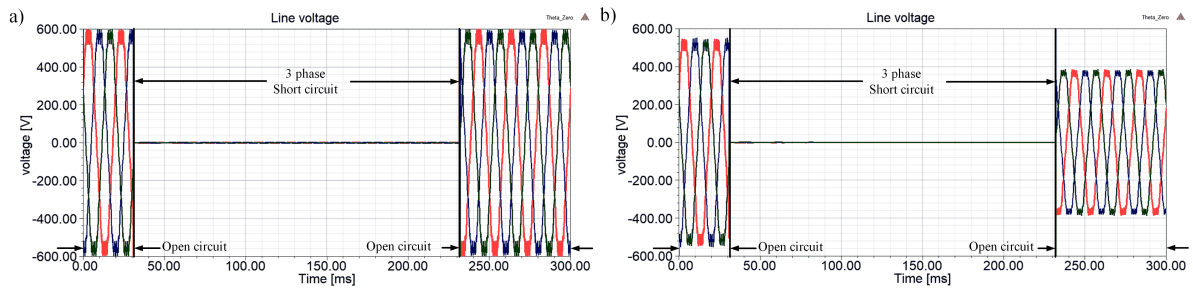 a)
Line voltage
Theta_Zero
600.00
400.00
200.00
0.00
-200.00
-400.00
-600.00
voltage [V]
3 phase
Short circuit
Open circuit
Open circuit
0.00
50.00
100.00
150.00
200.00
250.00
300.00
Time [ms]
b)
Line voltage
Theta_Zero
600.00
400.00
200.00
0.00
-200.00
-400.00
-600.00
voltage [V]
3 phase
Short circuit
Open circuit
Open circuit
0.00
50.00
100.00
150.00
200.00
250.00
300.00
Time [ms]